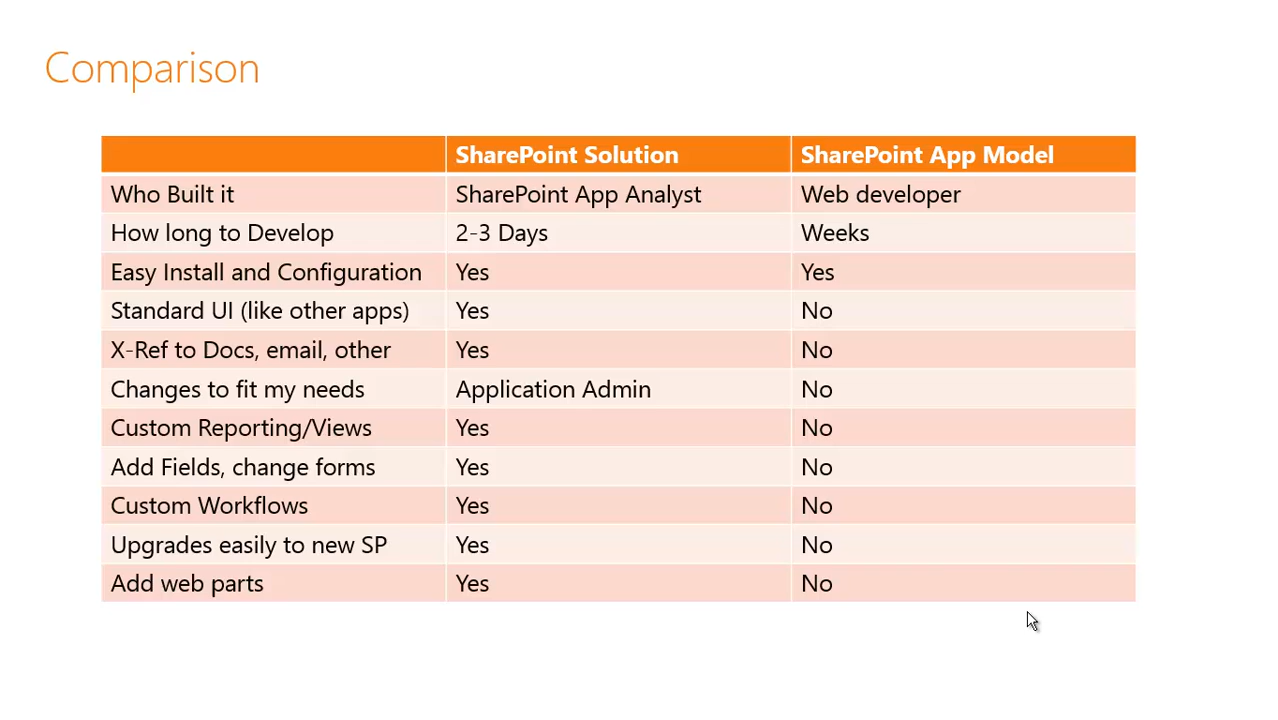 Comparison
SharePoint Solution SharePoint App Model
Who Built it SharePoint App Analyst Web developer
How long to Develop 2-3 Days Weeks
Easy Install and Configuration Yes Yes
Standard UI (like other apps) Yes No
X-Ref to Docs, email, other Yes No
Changes to fit my needs Application Admin No
Custom Reporting/Views Yes No
Add Fields, change forms Yes No
Custom Workflows Yes No
Upgrades easily to new SP Yes No
Add web parts Yes No